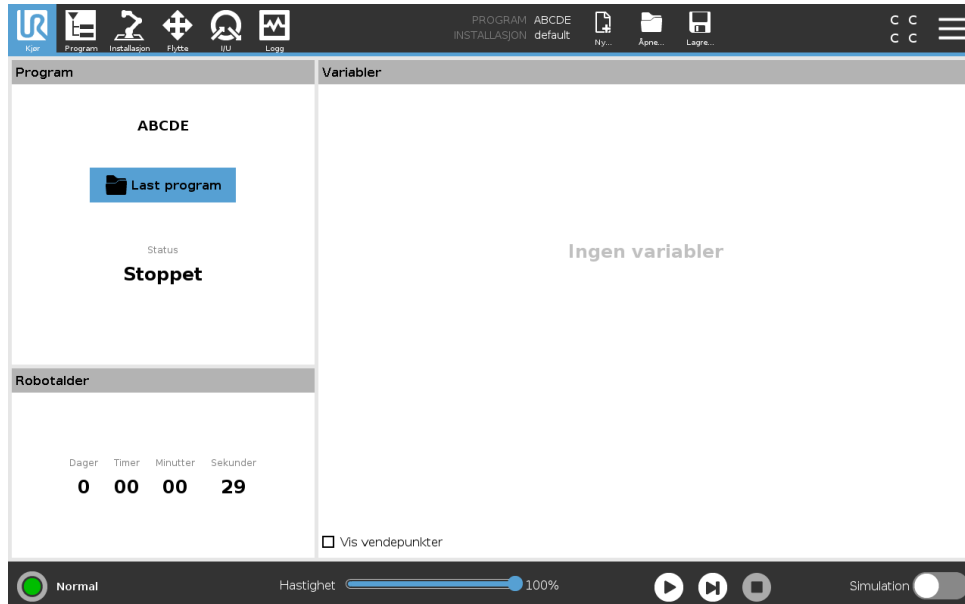 UR
Kjør
Program
Installasjon
Flytte
I/U
Logg
PROGRAM ABCDE
INSTALLASJON default
Ny...
Åpne...
Lagre...
C C
C C
Program
ABCDE
Last program
Status
Stoppet
Robotalder
Dager Timer Minutter Sekunder
0 00 00 29
Variabler
Ingen variabler
Vis vendepunkter
Normal
Hastighet 100%
Simulation